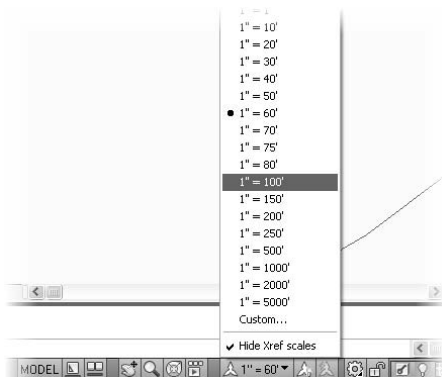 1" = 10'
1" = 20'
1" = 30'
1" = 40'
1" = 50'
1" = 60'
1" = 70'
1" = 75'
1" = 80'
1" = 100'
1" = 150'
1" = 200'
1" = 250'
1" = 500'
1" = 1000'
1" = 2000'
1" = 5000'
Custom...
Hide Xref scales
MODEL 1" = 60'